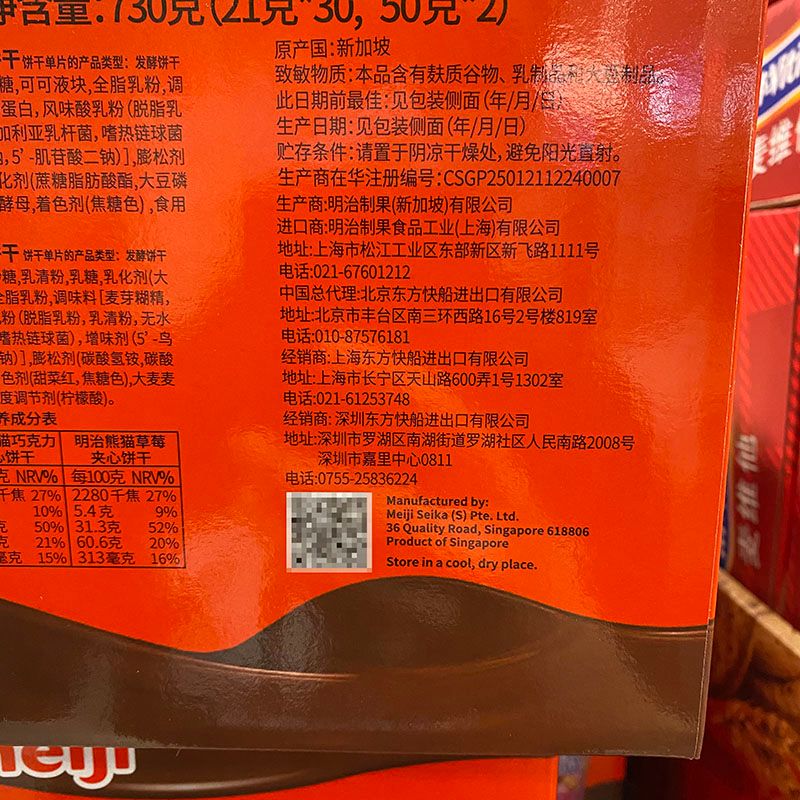 净含量:730克(21克*30, 50克*2)
干 饼干单片的产品类型: 发酵饼干
糖,可可液块,全脂乳粉,调
蛋白,风味酸乳粉(脱脂乳
加利亚乳杆菌,嗜热链球菌
钠,5’-肌苷酸二钠)],膨松剂
化剂(蔗糖脂肪酸酯,大豆磷
酵母,着色剂(焦糖色),食用
干 饼干单片的产品类型: 发酵饼干
糖,乳清粉,乳糖,乳化剂(大
全脂乳粉,调味料[麦芽糊精,
粉(脱脂乳粉,乳清粉,无水
嗜热链球菌),增味剂(5’-鸟
钠)],膨松剂(碳酸氢铵,碳酸
色剂(甜菜红,焦糖色),大麦麦
度调节剂(柠檬酸)。
养成分表
猫巧克力 明治熊猫草莓
心饼干 夹心饼干
克 NRV% 每100克 NRV%
千焦 27% 2280千焦 27%
10% 5.4克 9%
克 50% 31.3克 52%
克 21% 60.6克 20%
毫克 15% 313毫克 16%
原产国:新加坡
致敏物质:本品含有麸质谷物、乳制品和大豆制品。
此日期前最佳:见包装侧面(年/月/日)
生产日期:见包装侧面(年/月/日)
贮存条件:请置于阴凉干燥处,避免阳光直射。
生产商在华注册编号:CSGP25012112240007
生产商:明治制果(新加坡)有限公司
进口商:明治制果食品工业(上海)有限公司
地址:上海市松江工业区东部新区新飞路1111号
电话:021-67601212
中国总代理:北京东方快船进出口有限公司
地址:北京市丰台区南三环西路16号2号楼819室
电话:010-87576181
经销商:上海东方快船进出口有限公司
地址:上海市长宁区天山路600弄1号1302室
电话:021-61253748
经销商: 深圳东方快船进出口有限公司
地址:深圳市罗湖区南湖街道罗湖社区人民南路2008号
深圳市嘉里中心0811
电话:0755-25836224
Manufactured by:
Meiji Seika (S) Pte. Ltd.
36 Quality Road, Singapore 618806
Product of Singapore
Store in a cool, dry place.
meiji
麦维
麦维仙